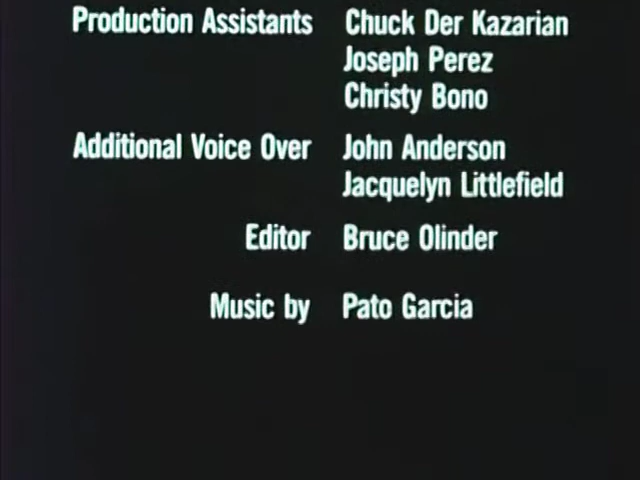 Production Assistants Chuck Der Kazarian
Joseph Perez
Christy Bono
Additional Voice Over John Anderson
Jacquelyn Littlefield
Editor Bruce Olinder
Music by Pato Garcia